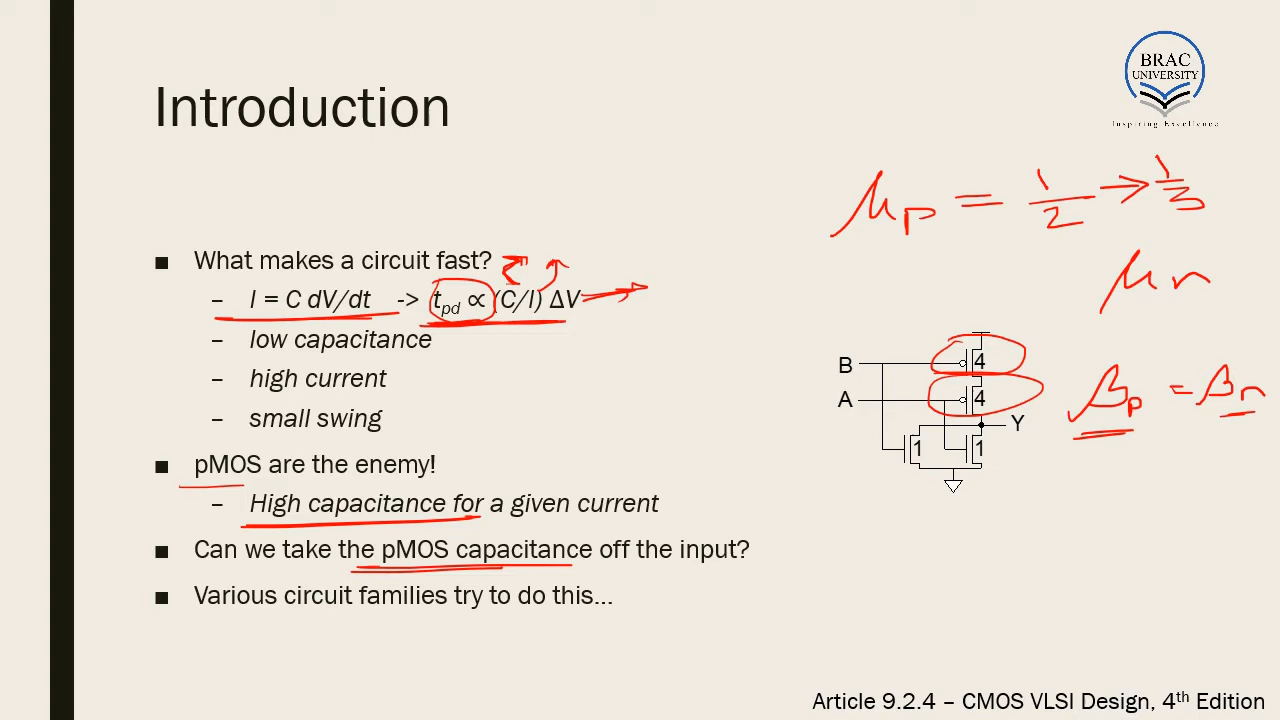 BRAC
UNIVERSITY
Inspiring Excellence
Introduction
μp = 1/2 → 1/3
μn
■ What makes a circuit fast?
– I = C dV/dt -> tpd ∝ (C/I) ΔV
– low capacitance
– high current
– small swing
■ pMOS are the enemy!
– High capacitance for a given current
■ Can we take the pMOS capacitance off the input?
■ Various circuit families try to do this...
B 4
A 4
Y
1 1
βp = βn
Article 9.2.4 – CMOS VLSI Design, 4th Edition